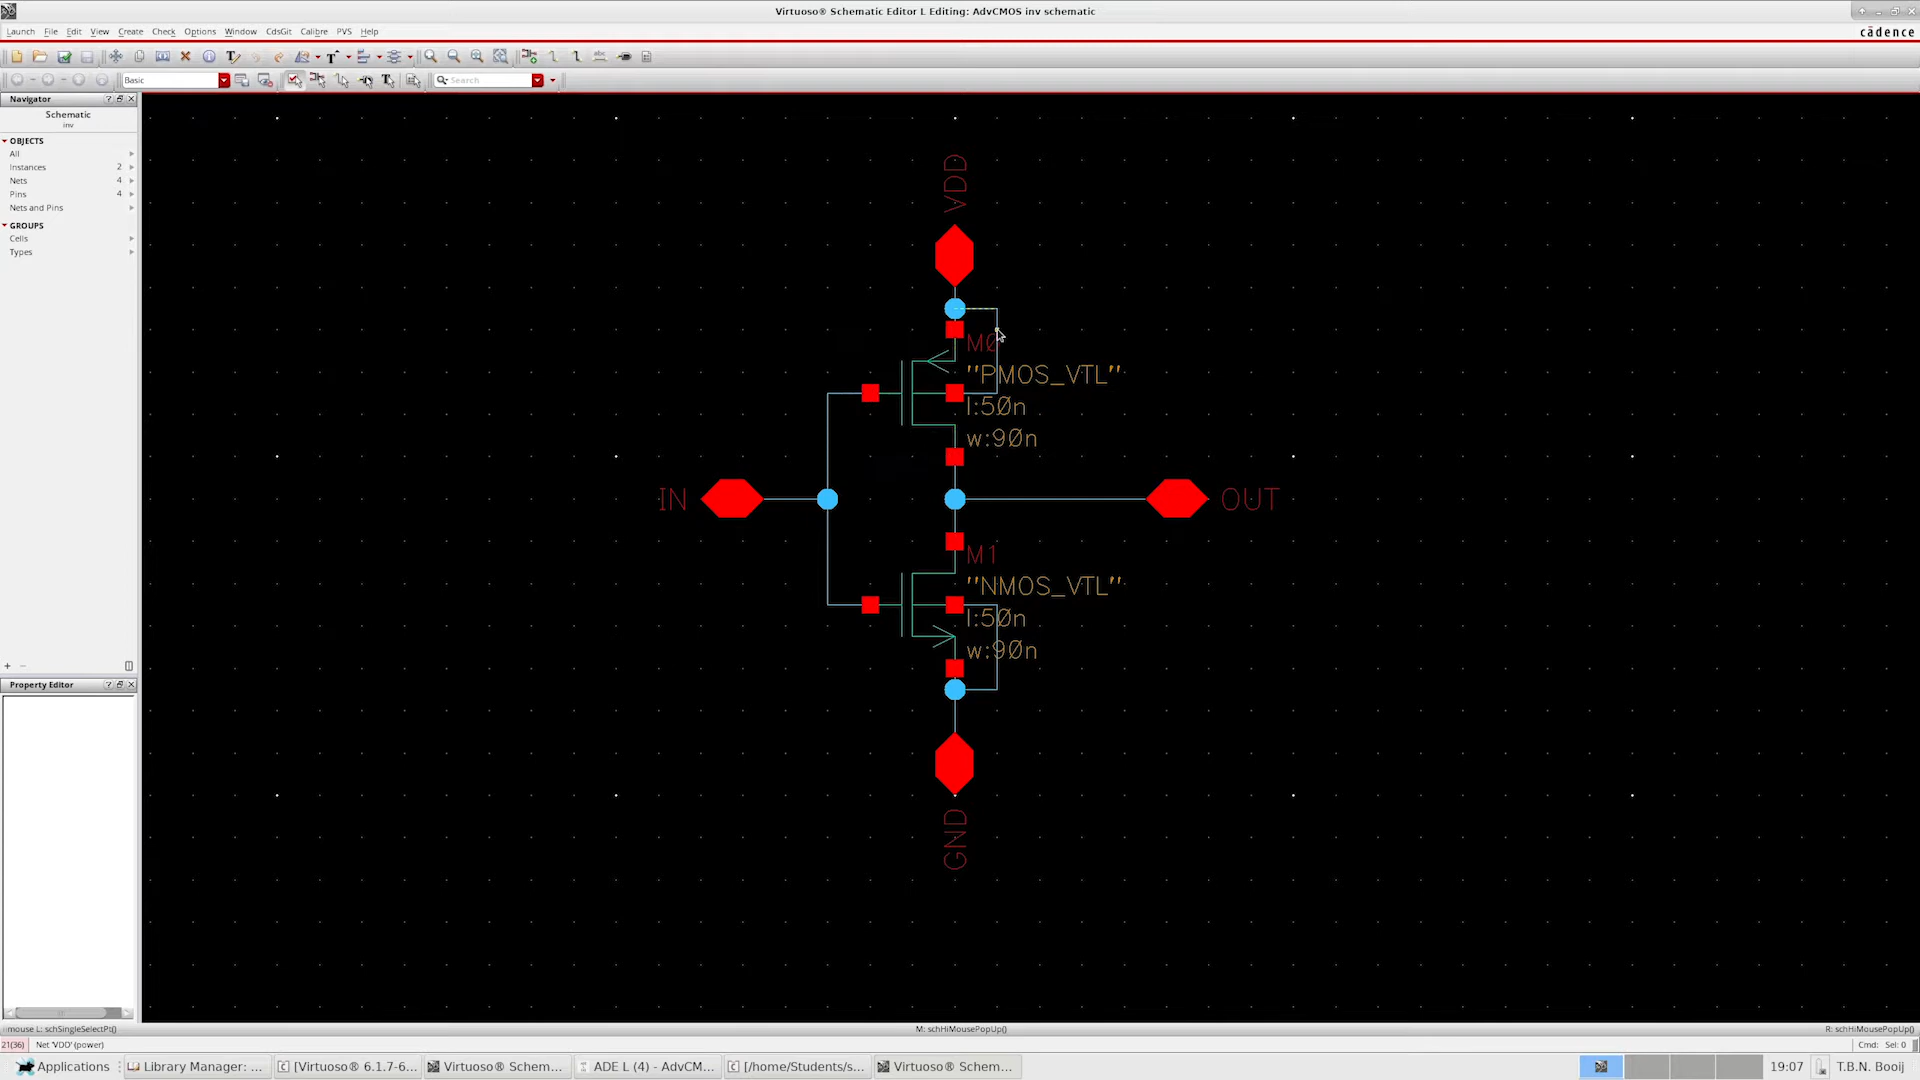 Virtuoso® Schematic Editor L Editing: AdvCMOS inv schematic
Launch File Edit View Create Check Options Window CdsGit Calibre PVS Help
cādence
Basic
Search
Navigator
Schematic
inv
OBJECTS
All
Instances 2
Nets 4
Pins 4
Nets and Pins
GROUPS
Cells
Types
Property Editor
VDD
M0
"PMOS_VTL"
l:50n
w:90n
IN
OUT
M1
"NMOS_VTL"
l:50n
w:90n
GND
mouse L: schSingleSelectPt()
M: schHiMousePopUp()
R: schHiMousePopUp()
21(36)
Net 'VDD' (power)
Cmd: Sel: 0
Applications
Library Manager: ...
[Virtuoso® 6.1.7-6...
Virtuoso® Schem...
ADE L (4) - AdvCM...
[/home/Students/s...
Virtuoso® Schem...
19:07
T.B.N. Booij